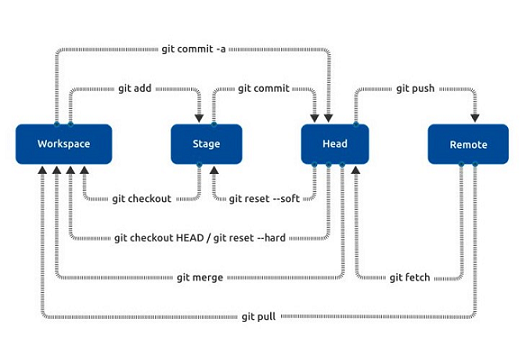 git commit -a
git add
git commit
git push
Workspace
Stage
Head
Remote
git checkout
git reset --soft
git checkout HEAD / git reset --hard
git merge
git fetch
git pull